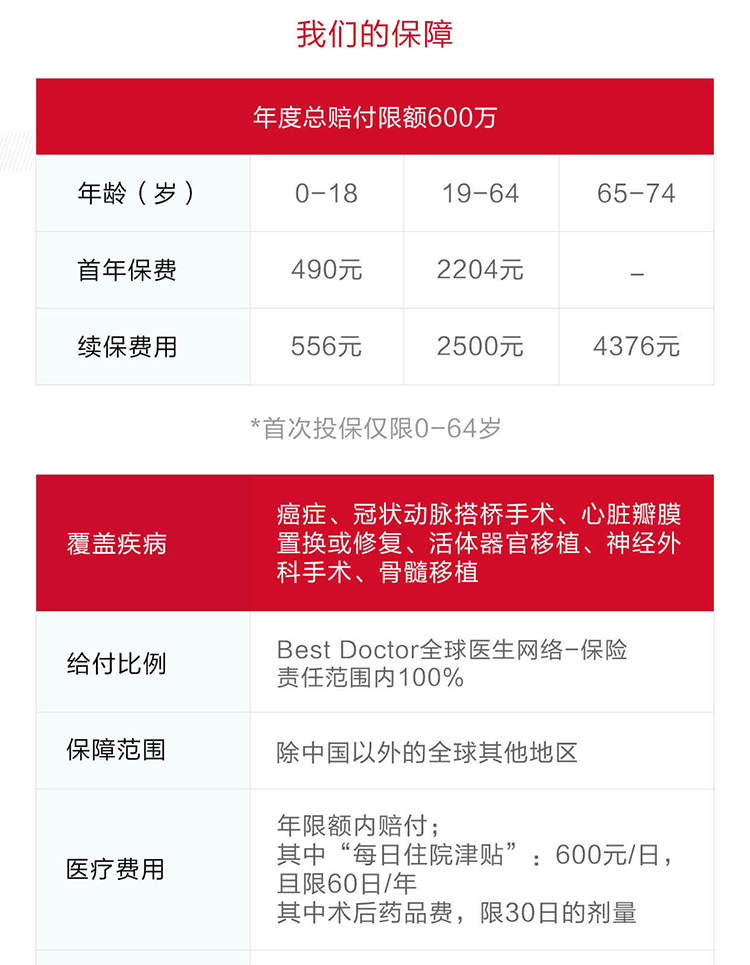 我们的保障
年度总赔付限额600万
年龄（岁） 0-18 19-64 65-74
首年保费 490元 2204元 -
续保费用 556元 2500元 4376元
*首次投保仅限0-64岁
覆盖疾病
癌症、冠状动脉搭桥手术、心脏瓣膜
置换或修复、活体器官移植、神经外
科手术、骨髓移植
给付比例
Best Doctor全球医生网络-保险
责任范围内100%
保障范围
除中国以外的全球其他地区
医疗费用
年限额内赔付；
其中“每日住院津贴”：600元/日，
且限60日/年
其中术后药品费，限30日的剂量